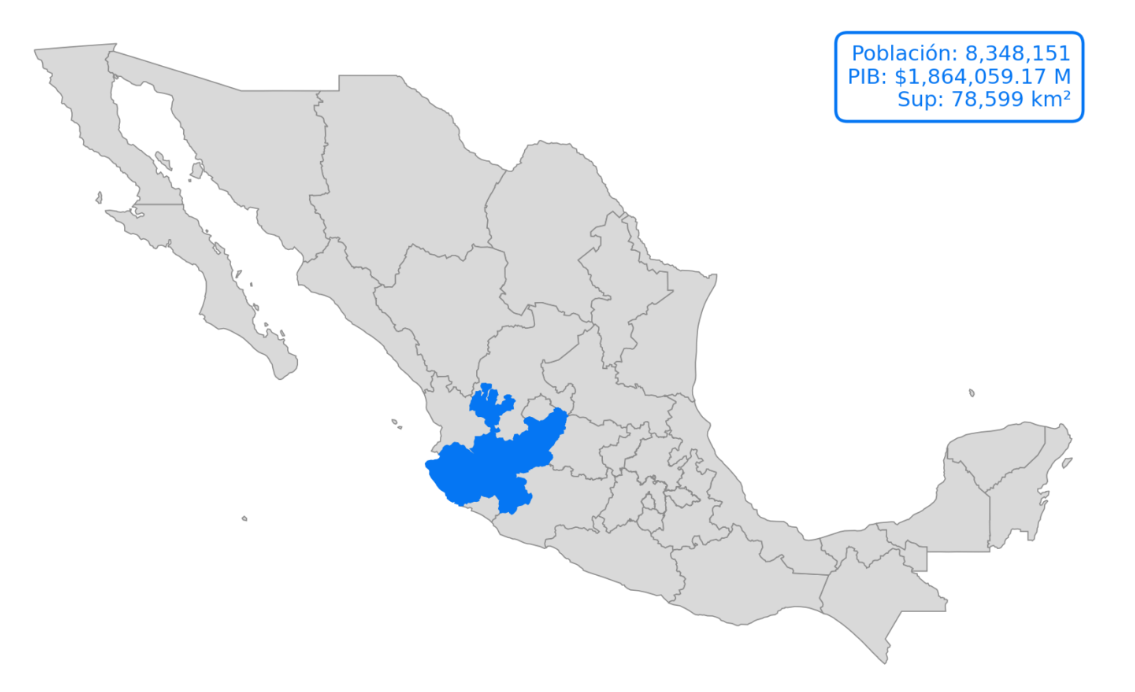 Población: 8,348,151
PIB: $1,864,059.17 M
Sup: 78,599 km²